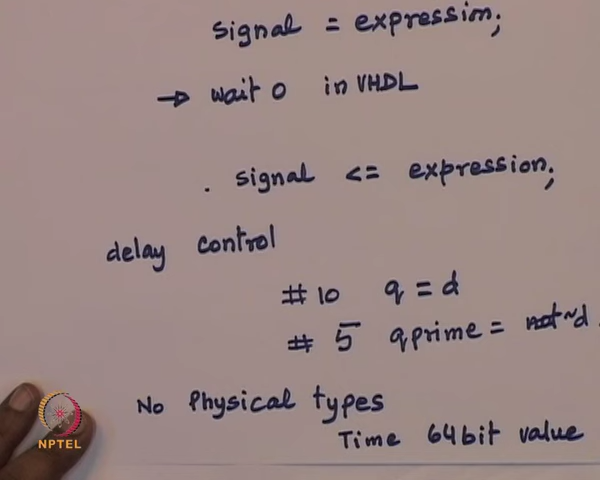 signal = expression;
→ wait 0 in VHDL
. signal <= expression;
delay control
#10 q = d
# 5 qprime = ~d.
No Physical types
Time 64bit value
NPTEL